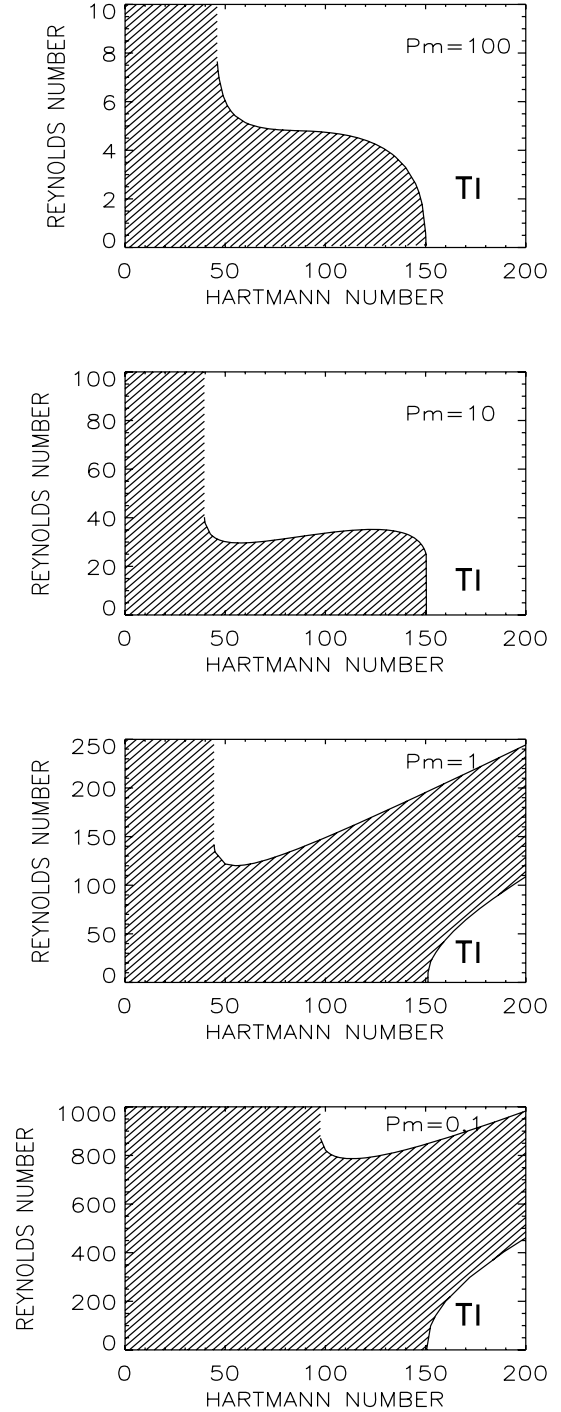 10
Pm=100
8
6
REYNOLDS NUMBER
4
TI
2
0
0 50 100 150 200
HARTMANN NUMBER
100
Pm=10
80
60
REYNOLDS NUMBER
40
TI
20
0
0 50 100 150 200
HARTMANN NUMBER
250
Pm=1
200
150
REYNOLDS NUMBER
100
50
TI
0
0 50 100 150 200
HARTMANN NUMBER
1000
Pm=0.1
800
600
REYNOLDS NUMBER
400
200
TI
0
0 50 100 150 200
HARTMANN NUMBER